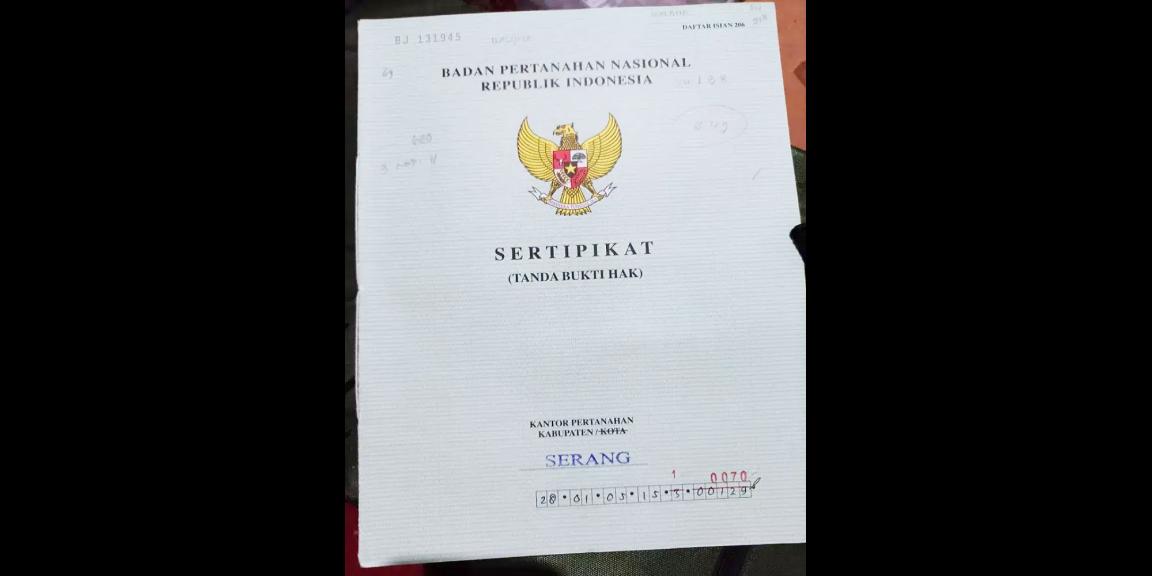 DAFTAR ISIAN 206
BJ 131945
BADAN PERTANAHAN NASIONAL
REPUBLIK INDONESIA
SERTIPIKAT
(TANDA BUKTI HAK)
KANTOR PERTANAHAN
KABUPATEN / KOTA
SERANG
1 0070
28.01.03.15.3.00129